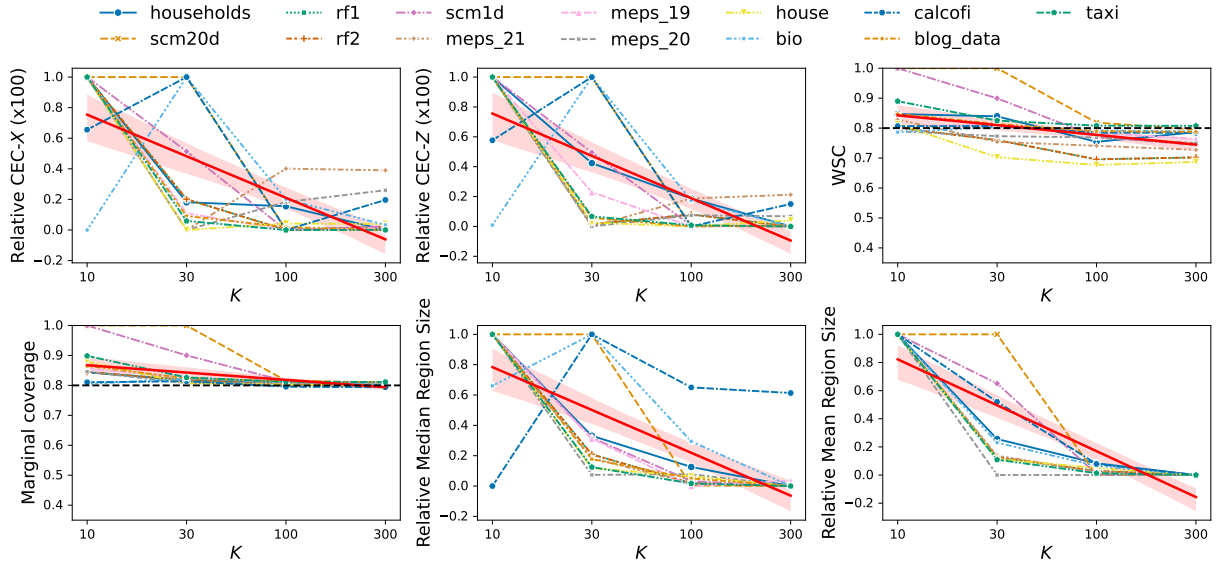 households rf1 scm1d meps_19 house calcofi taxi
scm20d rf2 meps_21 meps_20 bio blog_data
Relative CEC-X (x100)
1.0
0.8
0.6
0.4
0.2
0.0
−0.2
10 30 100 300
K
Relative CEC-Z (x100)
1.0
0.8
0.6
0.4
0.2
0.0
−0.2
10 30 100 300
K
WSC
1.0
0.9
0.8
0.7
0.6
0.5
0.4
10 30 100 300
K
Marginal coverage
1.0
0.9
0.8
0.7
0.6
0.5
0.4
10 30 100 300
K
Relative Median Region Size
1.0
0.8
0.6
0.4
0.2
0.0
−0.2
10 30 100 300
K
Relative Mean Region Size
1.0
0.8
0.6
0.4
0.2
0.0
−0.2
10 30 100 300
K